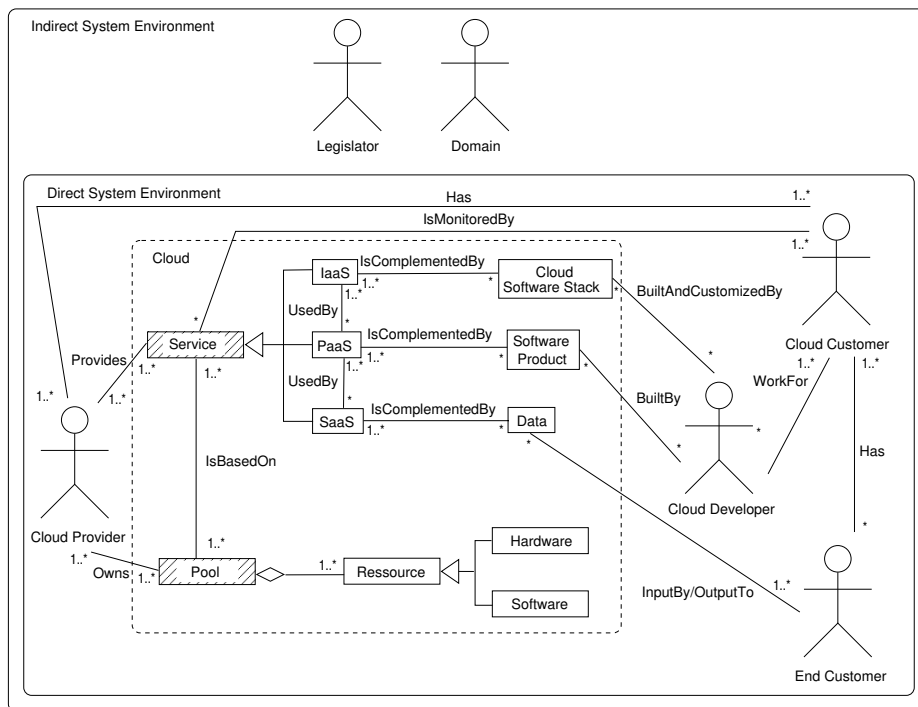 Indirect System Environment
Legislator
Domain
Direct System Environment
Has
1..*
IsMonitoredBy
1..*
Cloud
IaaS
IsComplementedBy
Cloud
Software Stack
1..*
1..*
*
*
BuiltAndCustomizedBy
UsedBy
*
*
Service
PaaS
IsComplementedBy
Software
Product
Cloud Customer
Provides
1..*
1..*
1..*
1..*
*
*
*
1..*
1..*
UsedBy
WorkFor
1..*
1..*
*
SaaS
IsComplementedBy
Data
BuiltBy
1..*
*
*
*
*
IsBasedOn
Has
Cloud Developer
Cloud Provider
1..*
*
Hardware
1..*
Owns
1..*
Pool
1..*
Ressource
InputBy/OutputTo
1..*
Software
End Customer